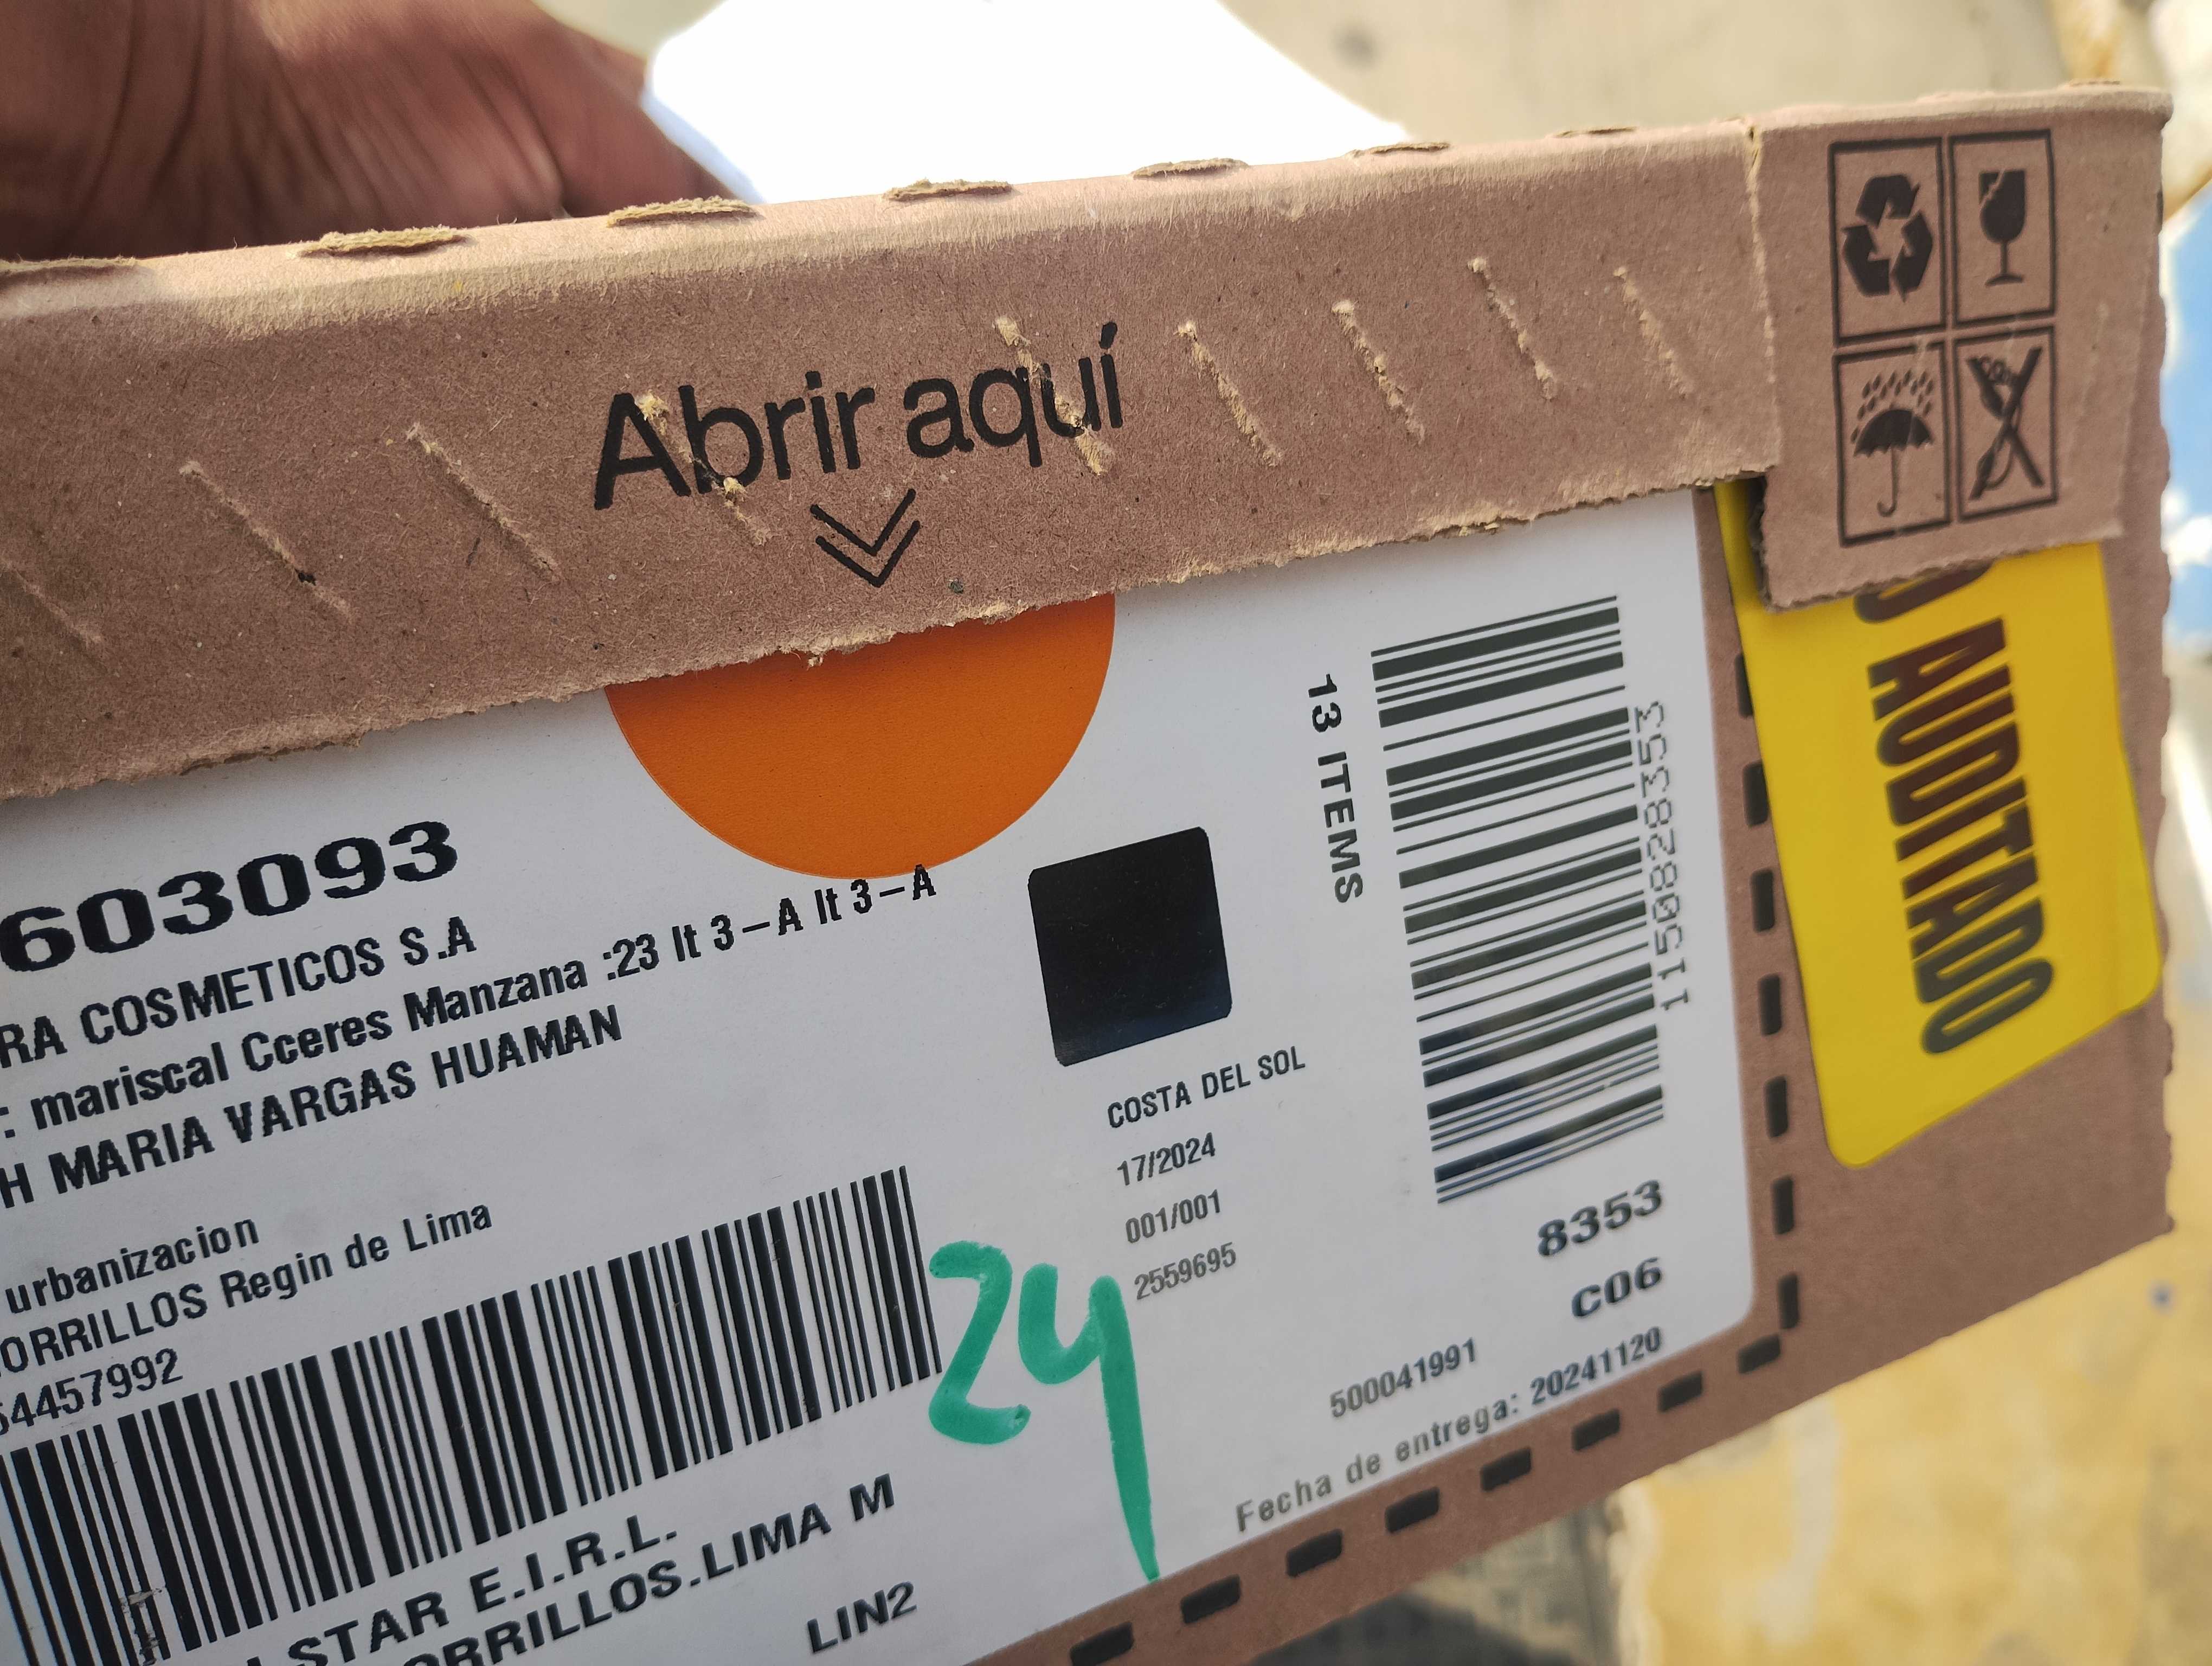 Abrir aquí
603093
RA COSMETICOS S.A
: mariscal Cceres Manzana :23 lt 3-A lt 3-A
H MARIA VARGAS HUAMAN
urbanizacion
ORRILLOS Regin de Lima
54457992
STAR E.I.R.L.
ORRILLOS.LIMA M
LIN2
24
COSTA DEL SOL
17/2024
001/001
2559695
13 ITEMS
1150828353
8353
C06
500041991
Fecha de entrega: 20241120
AUDITADO